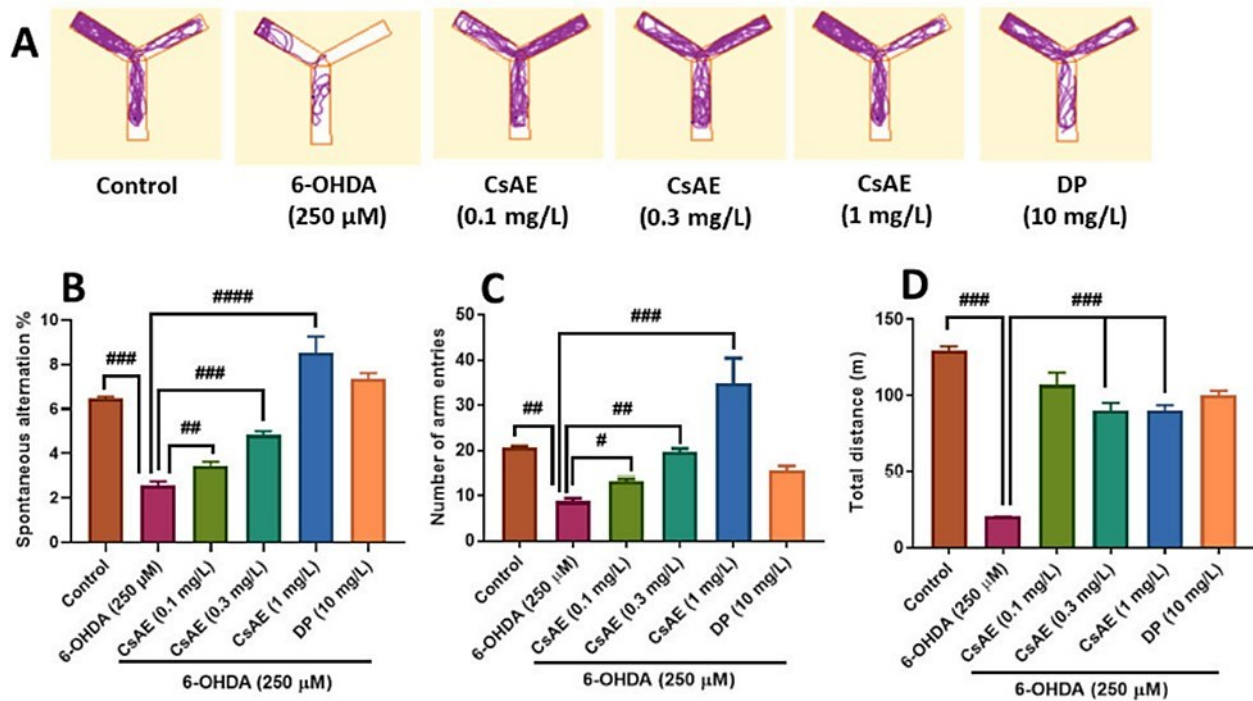 A
Control
6-OHDA
(250 µM)
CsAE
(0.1 mg/L)
CsAE
(0.3 mg/L)
CsAE
(1 mg/L)
DP
(10 mg/L)
B
Spontaneous alternation %
10
8
6
4
2
0
###
##
###
####
Control
6-OHDA (250 µM)
CsAE (0.1 mg/L)
CsAE (0.3 mg/L)
CsAE (1 mg/L)
DP (10 mg/L)
6-OHDA (250 µM)
C
Number of arm entries
50
40
30
20
10
0
##
#
##
###
Control
6-OHDA (250 µM)
CsAE (0.1 mg/L)
CsAE (0.3 mg/L)
CsAE (1 mg/L)
DP (10 mg/L)
6-OHDA (250 µM)
D
Total distance (m)
150
100
50
0
###
###
Control
6-OHDA (250 µM)
CsAE (0.1 mg/L)
CsAE (0.3 mg/L)
CsAE (1 mg/L)
DP (10 mg/L)
6-OHDA (250 µM)